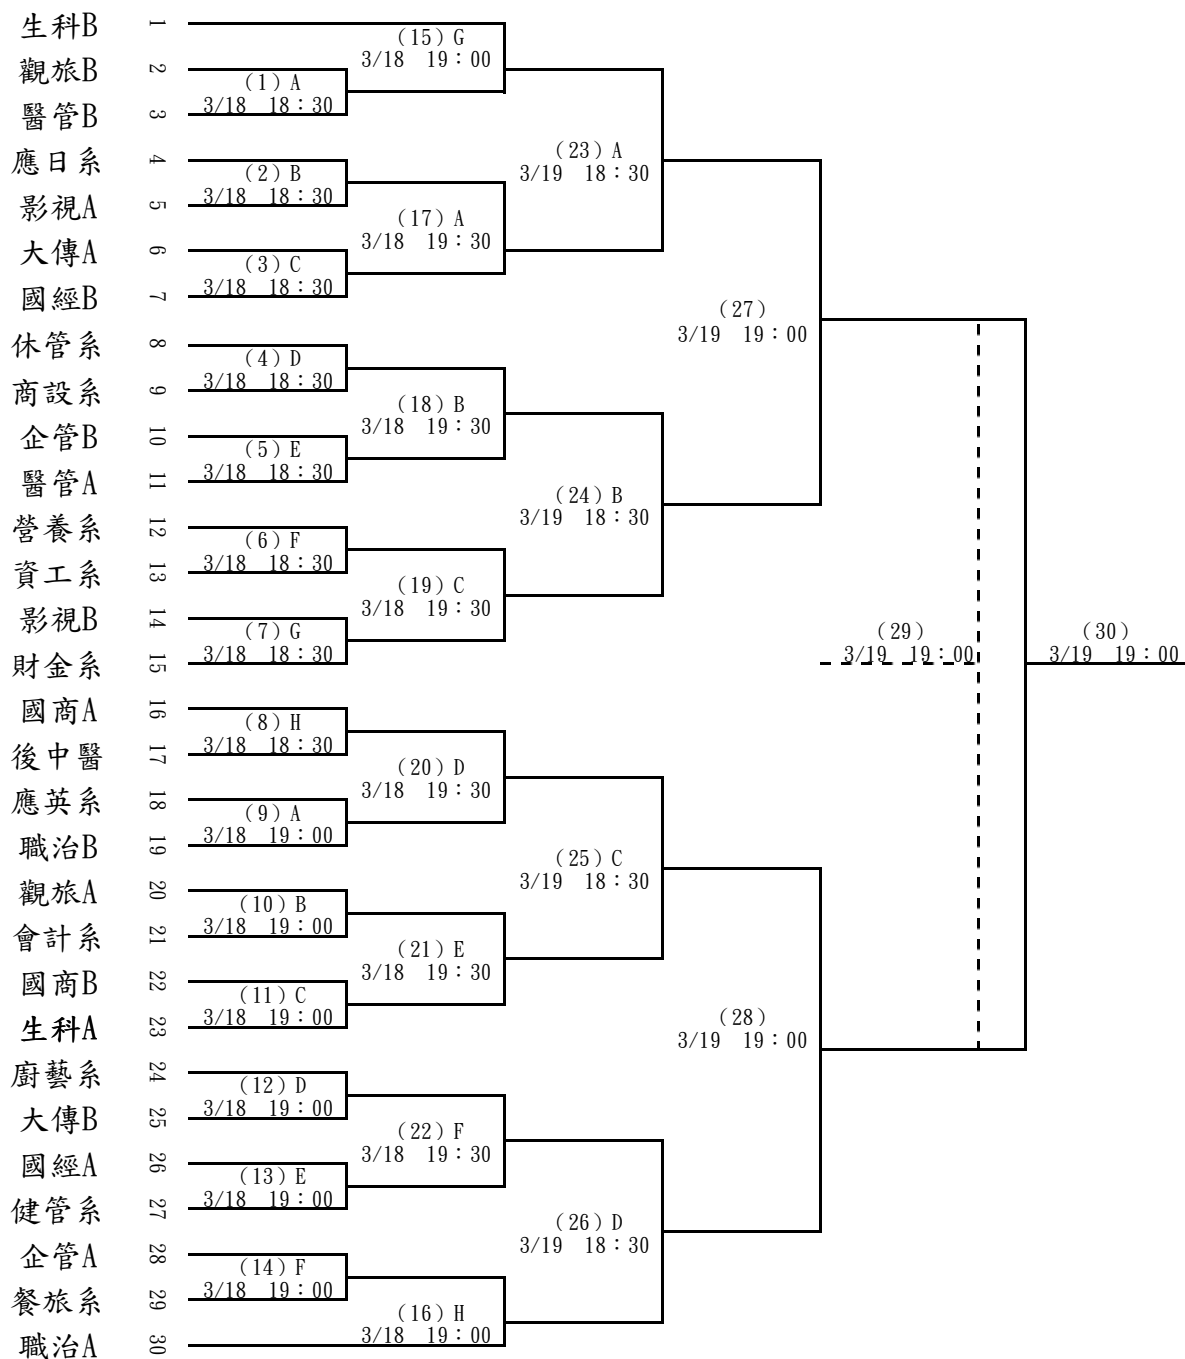 生科B 1
（15）G
3/18 19：00
觀旅B 2
（1）A
3/18 18：30
醫管B 3
（23）A
3/19 18：30
應日系 4
（2）B
3/18 18：30
影視A 5
（17）A
3/18 19：30
大傳A 6
（3）C
3/18 18：30
國經B 7
（27）
3/19 19：00
休管系 8
（4）D
3/18 18：30
商設系 9
（18）B
3/18 19：30
企管B 10
（5）E
3/18 18：30
醫管A 11
（24）B
3/19 18：30
營養系 12
（6）F
3/18 18：30
資工系 13
（19）C
3/18 19：30
影視B 14
（7）G
3/18 18：30
財金系 15
（29）
3/19 19：00
（30）
3/19 19：00
國商A 16
（8）H
3/18 18：30
後中醫 17
（20）D
3/18 19：30
應英系 18
（9）A
3/18 19：00
職治B 19
（25）C
3/19 18：30
觀旅A 20
（10）B
3/18 19：00
會計系 21
（21）E
3/18 19：30
國商B 22
（11）C
3/18 19：00
生科A 23
（28）
3/19 19：00
廚藝系 24
（12）D
3/18 19：00
大傳B 25
（22）F
3/18 19：30
國經A 26
（13）E
3/18 19：00
健管系 27
（26）D
3/19 18：30
企管A 28
（14）F
3/18 19：00
餐旅系 29
（16）H
3/18 19：00
職治A 30